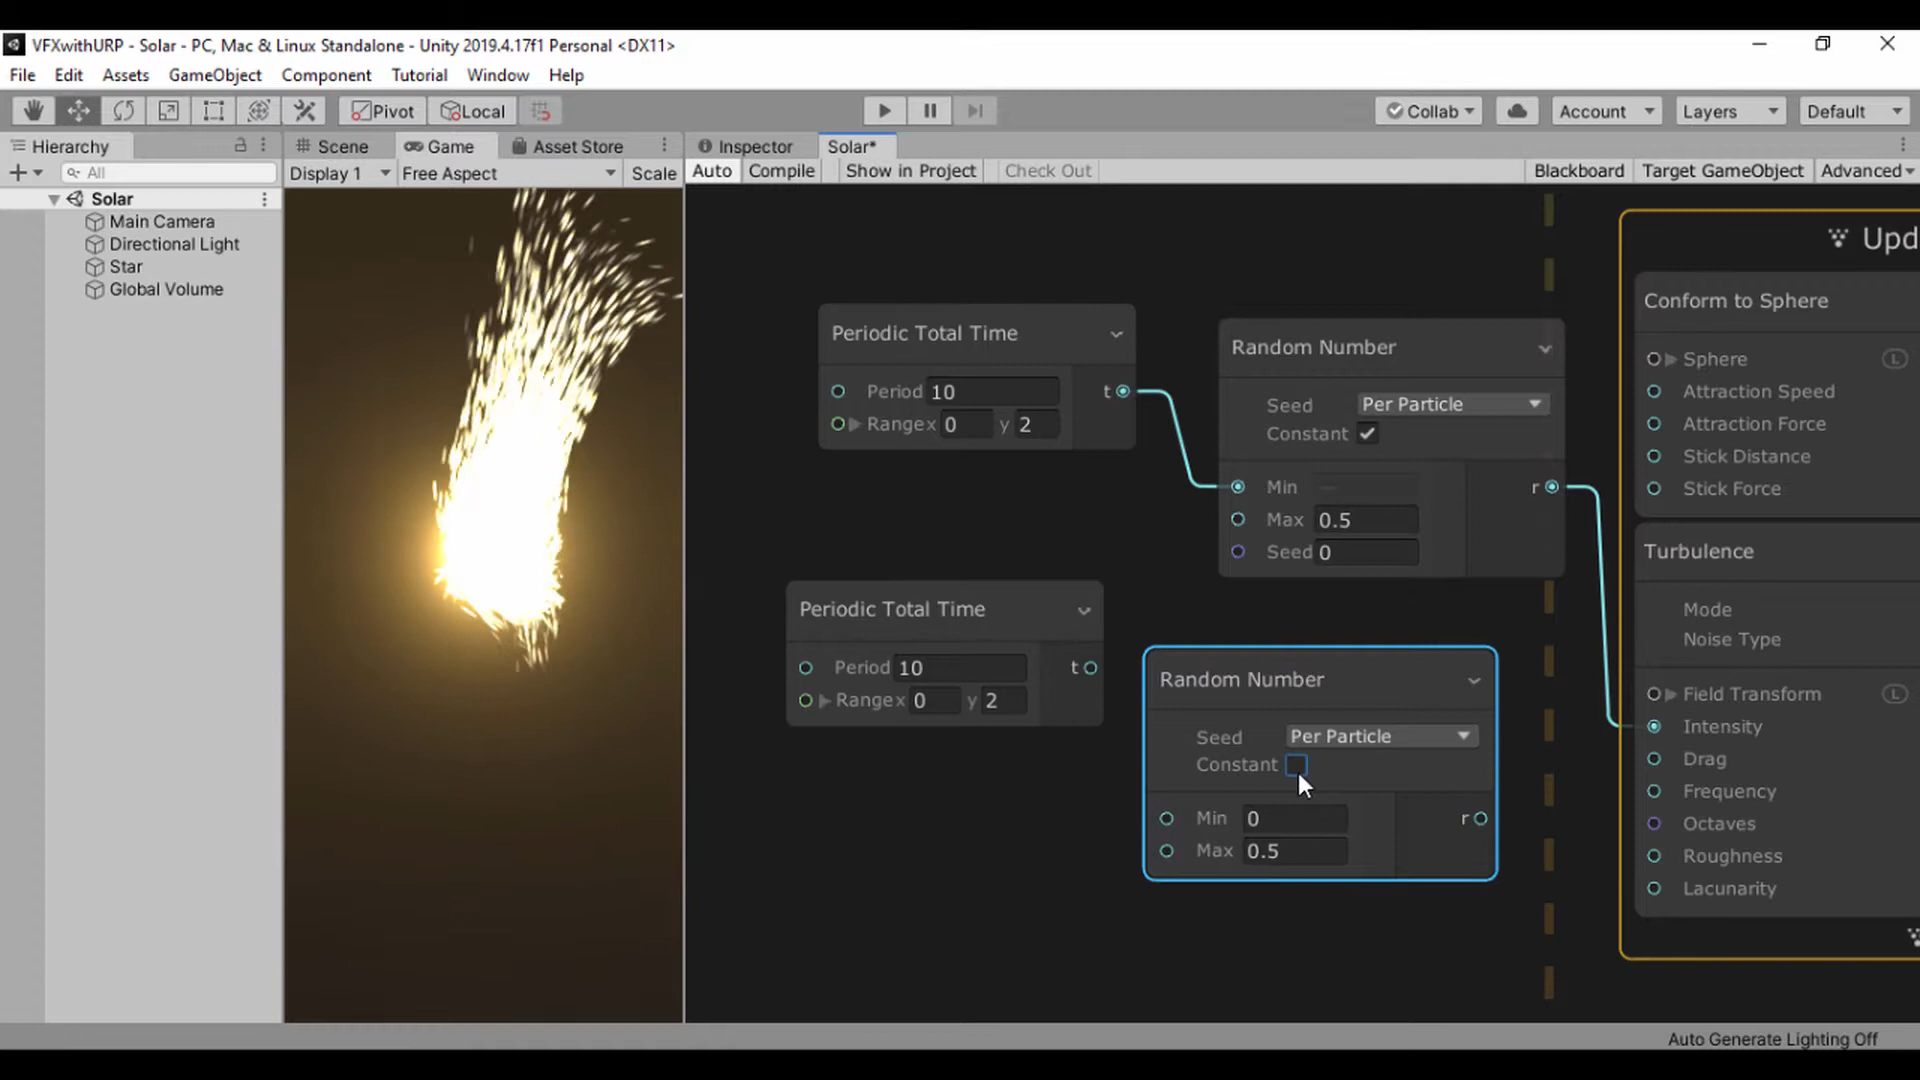 VFXwithURP - Solar - PC, Mac & Linux Standalone - Unity 2019.4.17f1 Personal <DX11>
File Edit Assets GameObject Component Tutorial Window Help
Pivot Local Collab Account Layers Default
Hierarchy Scene Game Asset Store Inspector Solar*
All Display 1 Free Aspect Scale Auto Compile Show in Project Check Out Blackboard Target GameObject Advanced
Solar
Main Camera
Directional Light
Star
Global Volume
Periodic Total Time
Period 10 t
Range x 0 y 2
Random Number
Seed Per Particle
Constant
Min
r
Max 0.5
Seed 0
Periodic Total Time
Period 10 t
Range x 0 y 2
Random Number
Seed Per Particle
Constant
Min 0 r
Max 0.5
Upd
Conform to Sphere
Sphere L
Attraction Speed
Attraction Force
Stick Distance
Stick Force
Turbulence
Mode
Noise Type
Field Transform L
Intensity
Drag
Frequency
Octaves
Roughness
Lacunarity
Auto Generate Lighting Off